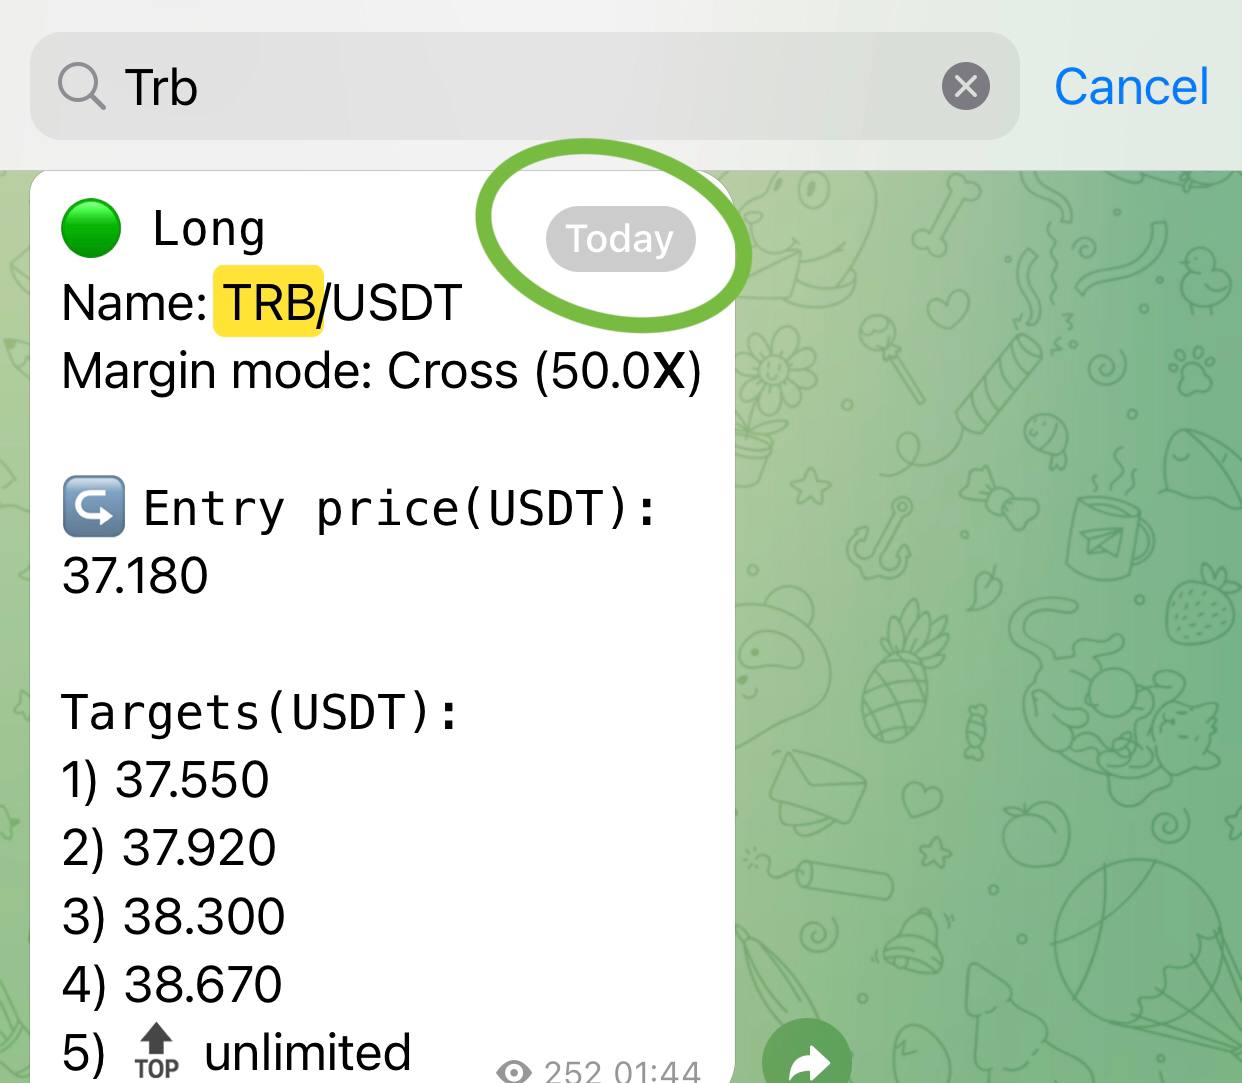 Trb
Cancel
Long
Today
Name: TRB/USDT
Margin mode: Cross (50.0X)
Entry price(USDT):
37.180
Targets(USDT):
1) 37.550
2) 37.920
3) 38.300
4) 38.670
5) TOP unlimited
252 01:44